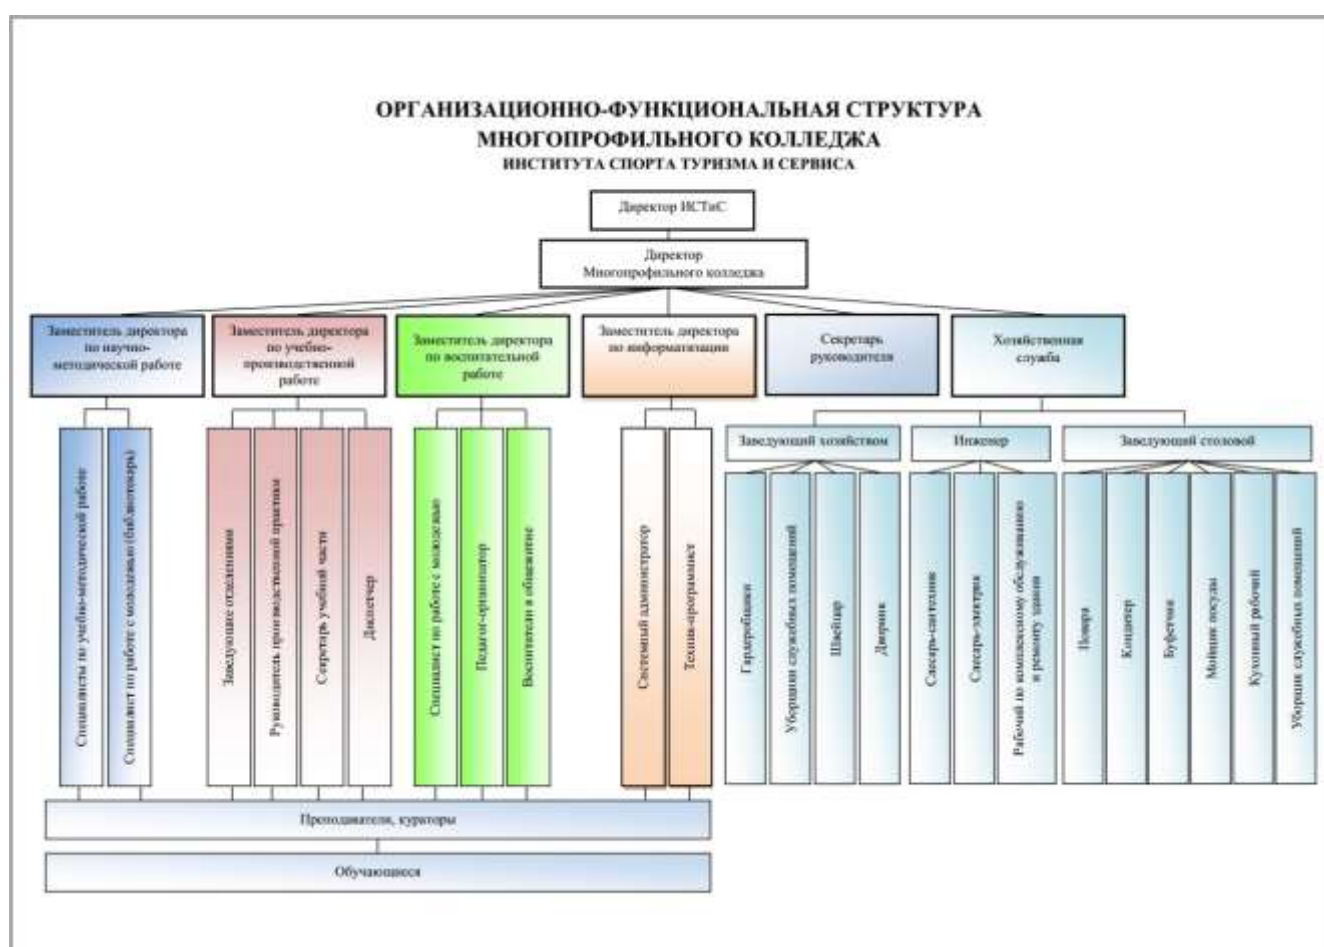 ОРГАНИЗАЦИОННО-ФУНКЦИОНАЛЬНАЯ СТРУКТУРА
МНОГОПРОФИЛЬНОГО КОЛЛЕДЖА
ИНСТИТУТА СПОРТА ТУРИЗМА И СЕРВИСА
Директор ИСТиС
Директор
Многопрофильного колледжа
Заместитель директора
по научно-
методической работе
Заместитель директора
по учебно-
производственной
работе
Заместитель директора
по воспитательной
работе
Заместитель директора
по информатизации
Секретарь
руководителя
Хозяйственная
служба
Заведующий хозяйством
Инженер
Заведующий столовой
Специалисты по учебно-методической работе
Специалист по работе с молодежью (библиотекарь)
Заведующие отделениями
Руководитель производственной практики
Секретарь учебной части
Диспетчер
Специалист по работе с молодежью
Педагог-организатор
Воспитатели в общежитие
Системный администратор
Техник-программист
Гардеробщики
Уборщики служебных помещений
Швейцар
Дворник
Слесарь-сантехник
Слесарь-электрик
Рабочий по комплексному обслуживанию
и ремонту здания
Повара
Кондитер
Буфетчик
Мойщик посуды
Кухонный рабочий
Уборщик служебных помещений
Преподаватели, кураторы
Обучающиеся